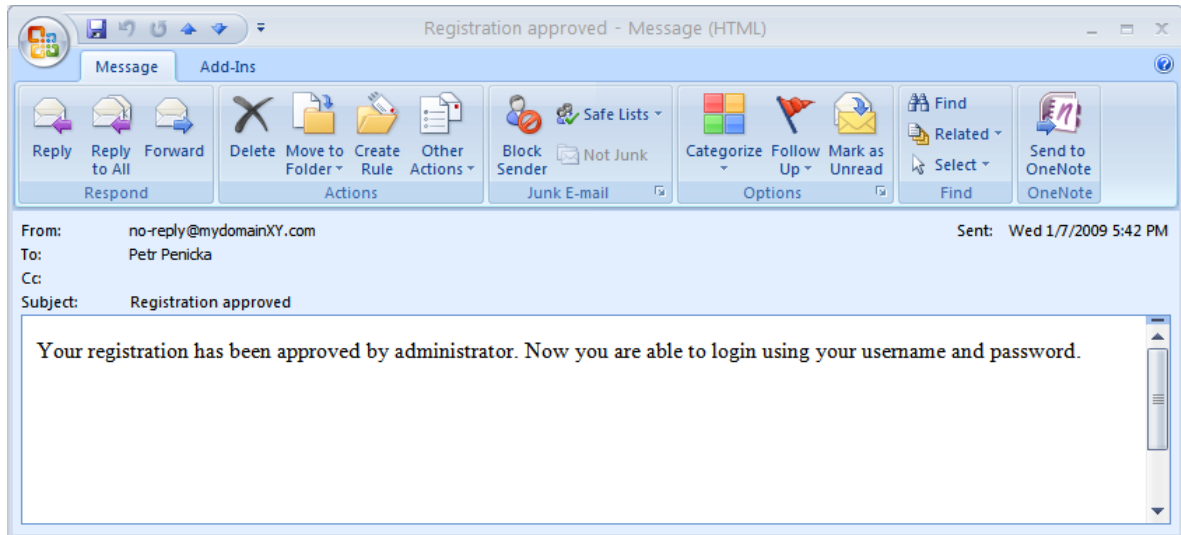 Registration approved - Message (HTML)
Message Add-Ins
Reply
Reply to All
Forward
Respond
Delete
Move to Folder
Create Rule
Other Actions
Actions
Block Sender
Safe Lists
Not Junk
Junk E-mail
Categorize
Follow Up
Mark as Unread
Options
Find
Related
Select
Find
Send to OneNote
OneNote
From: no-reply@mydomainXY.com Sent: Wed 1/7/2009 5:42 PM
To: Petr Penicka
Cc:
Subject: Registration approved
Your registration has been approved by administrator. Now you are able to login using your username and password.